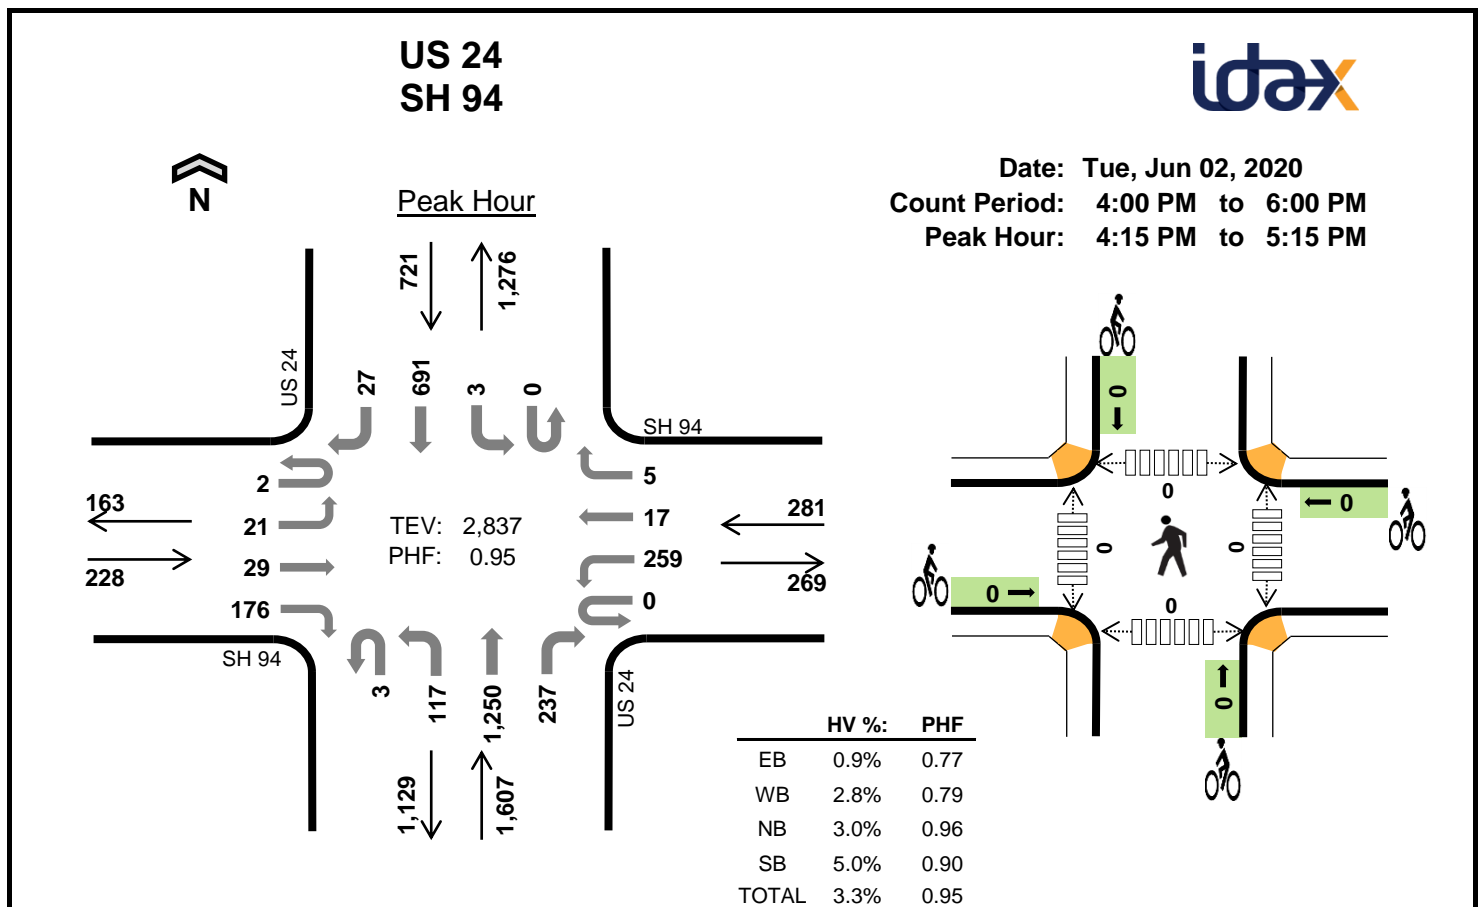 US 24
SH 94
idax
N
Peak Hour
Date: Tue, Jun 02, 2020
Count Period: 4:00 PM to 6:00 PM
Peak Hour: 4:15 PM to 5:15 PM
721
1,276
US 24
27
691
3
0
SH 94
2
21
29
176
163
228
TEV: 2,837
PHF: 0.95
5
17
259
0
281
269
SH 94
3
117
1,250
237
US 24
1,129
1,607
0
0
0
0
0
0
0
0
HV %: PHF
EB 0.9% 0.77
WB 2.8% 0.79
NB 3.0% 0.96
SB 5.0% 0.90
TOTAL 3.3% 0.95